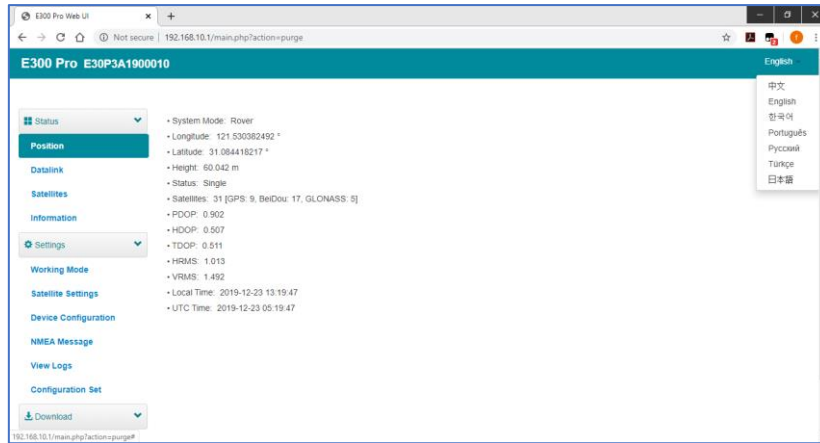 E300 Pro Web UI
Not secure | 192.168.10.1/main.php?action=purge
E300 Pro E30P3A1900010
English
中文
English
한국어
Português
Русский
Türkçe
日本語
Status
Position
Datalink
Satellites
Information
Settings
Working Mode
Satellite Settings
Device Configuration
NMEA Message
View Logs
Configuration Set
Download
• System Mode: Rover
• Longitude: 121.530382492 °
• Latitude: 31.084418217 °
• Height: 60.042 m
• Status: Single
• Satellites: 31 [GPS: 9, BeiDou: 17, GLONASS: 5]
• PDOP: 0.902
• HDOP: 0.507
• TDOP: 0.511
• HRMS: 1.013
• VRMS: 1.492
• Local Time: 2019-12-23 13:19:47
• UTC Time: 2019-12-23 05:19:47
192.168.10.1/main.php?action=purge#